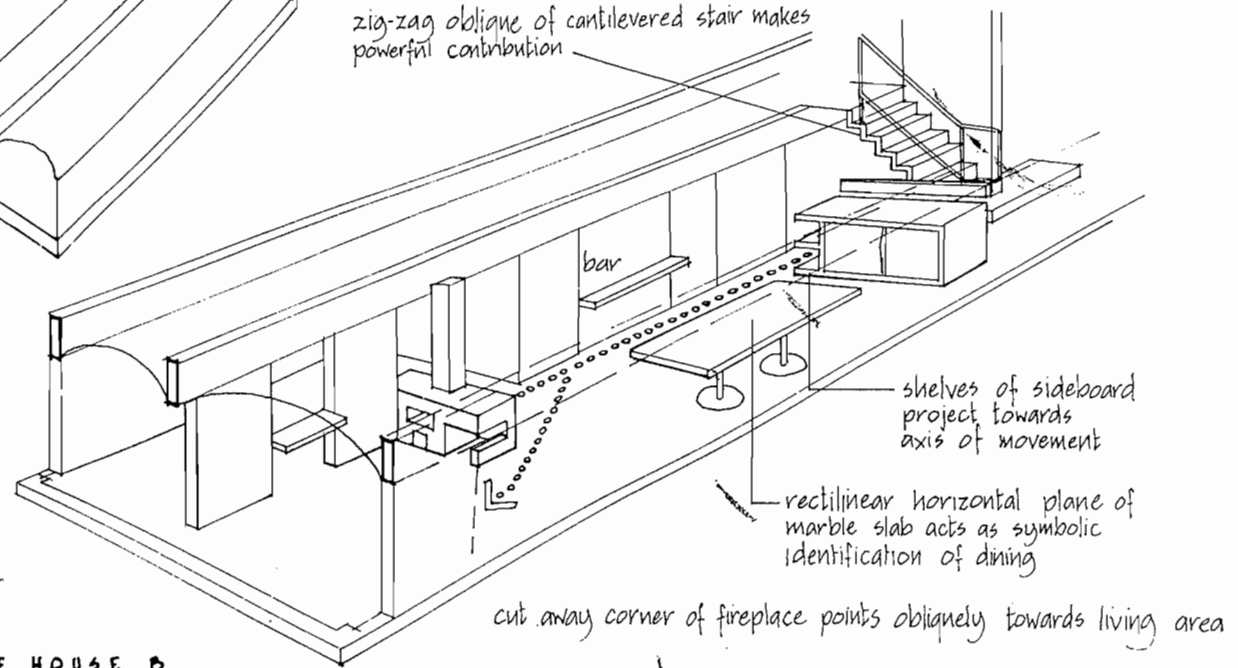 zig-zag oblique of cantilevered stair makes
powerful contribution
bar
shelves of sideboard
project towards
axis of movement
rectilinear horizontal plane of
marble slab acts as symbolic
identification of dining
cut away corner of fireplace points obliquely towards living area
HOUSE B